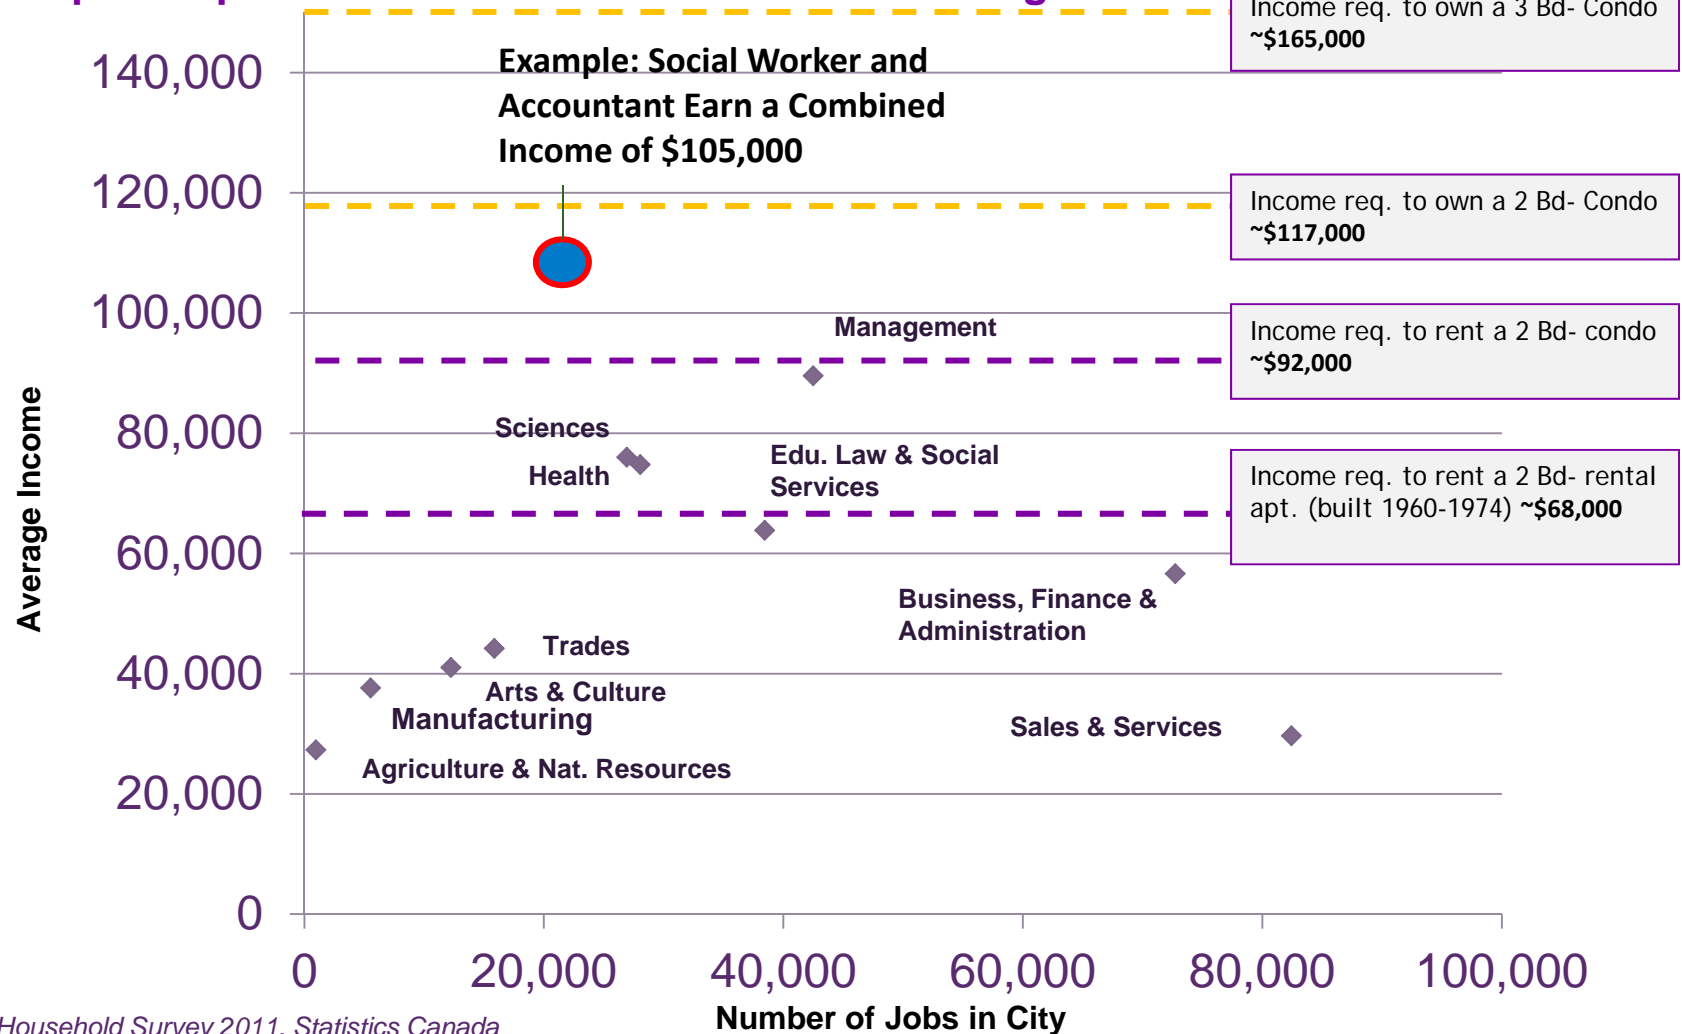 Income req. to own a 3 Bd- Condo
~$165,000
Example: Social Worker and
Accountant Earn a Combined
Income of $105,000
140,000
120,000
Income req. to own a 2 Bd- Condo
~$117,000
100,000
Management
Income req. to rent a 2 Bd- condo
~$92,000
80,000
Sciences
Health
Edu. Law & Social
Services
Income req. to rent a 2 Bd- rental
apt. (built 1960-1974) ~$68,000
Average Income
60,000
Business, Finance &
Administration
Trades
40,000
Arts & Culture
Manufacturing
Sales & Services
Agriculture & Nat. Resources
20,000
0
0 20,000 40,000 60,000 80,000 100,000
Number of Jobs in City
Household Survey 2011, Statistics Canada